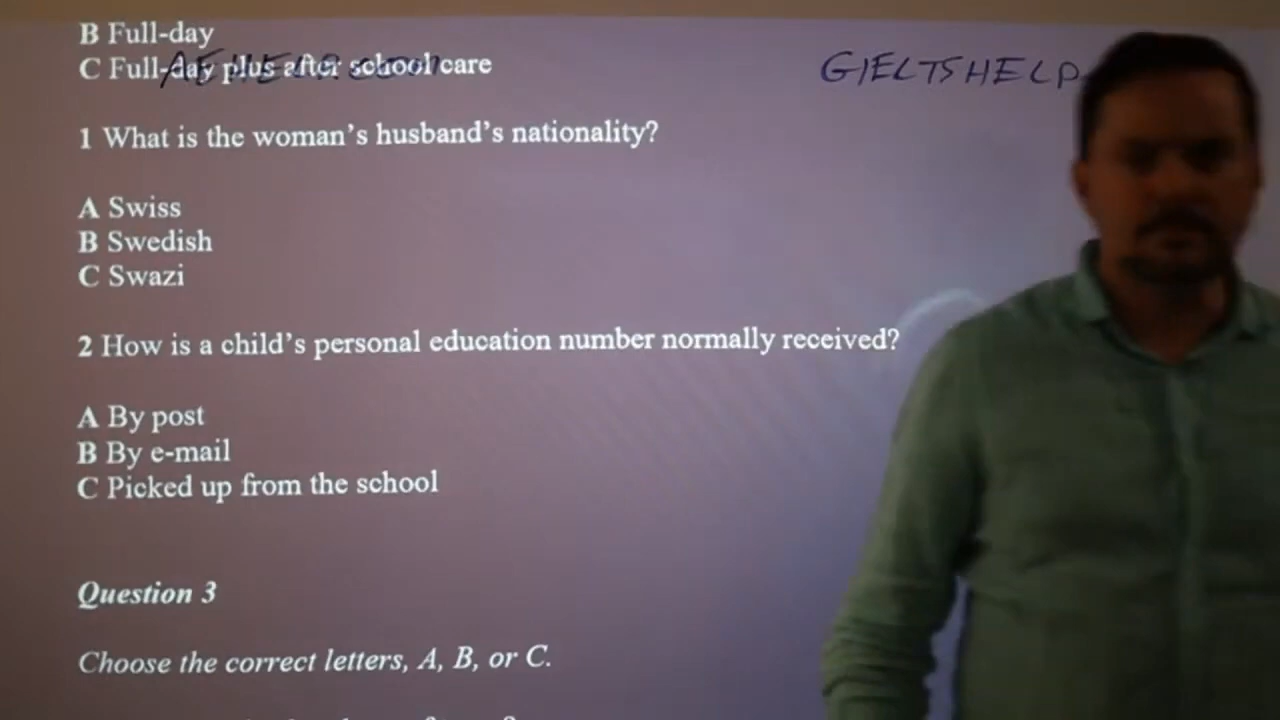 B Full-day
C Full-day plus after school care
GIELTSHELP
1 What is the woman's husband's nationality?
A Swiss
B Swedish
C Swazi
2 How is a child's personal education number normally received?
A By post
B By e-mail
C Picked up from the school
Question 3
Choose the correct letters, A, B, or C.